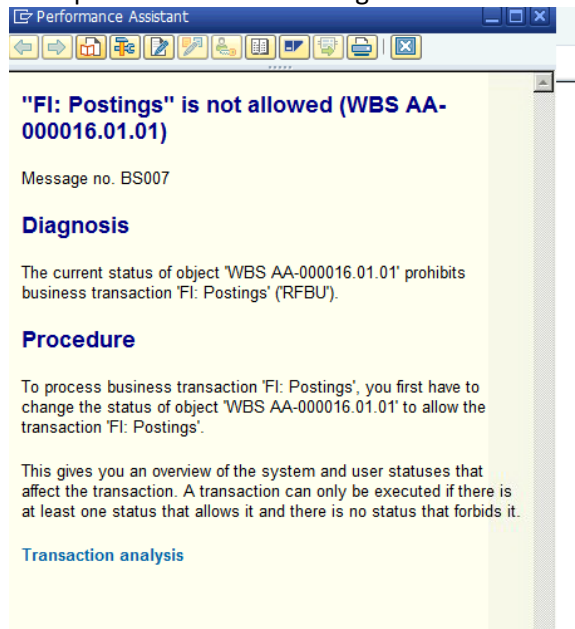 Performance Assistant
"FI: Postings" is not allowed (WBS AA-
000016.01.01)
Message no. BS007
Diagnosis
The current status of object 'WBS AA-000016.01.01' prohibits
business transaction 'FI: Postings' ('RFBU').
Procedure
To process business transaction 'FI: Postings', you first have to
change the status of object 'WBS AA-000016.01.01' to allow the
transaction 'FI: Postings'.
This gives you an overview of the system and user statuses that
affect the transaction. A transaction can only be executed if there is
at least one status that allows it and there is no status that forbids it.
Transaction analysis